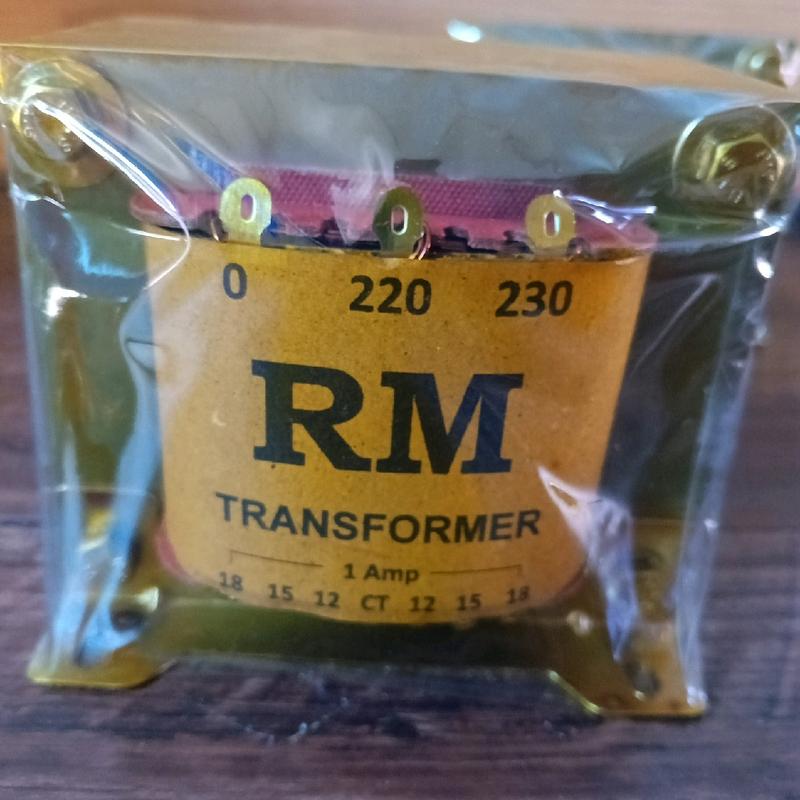 0 220 230
RM
TRANSFORMER
1 Amp
18 15 12 CT 12 15 18